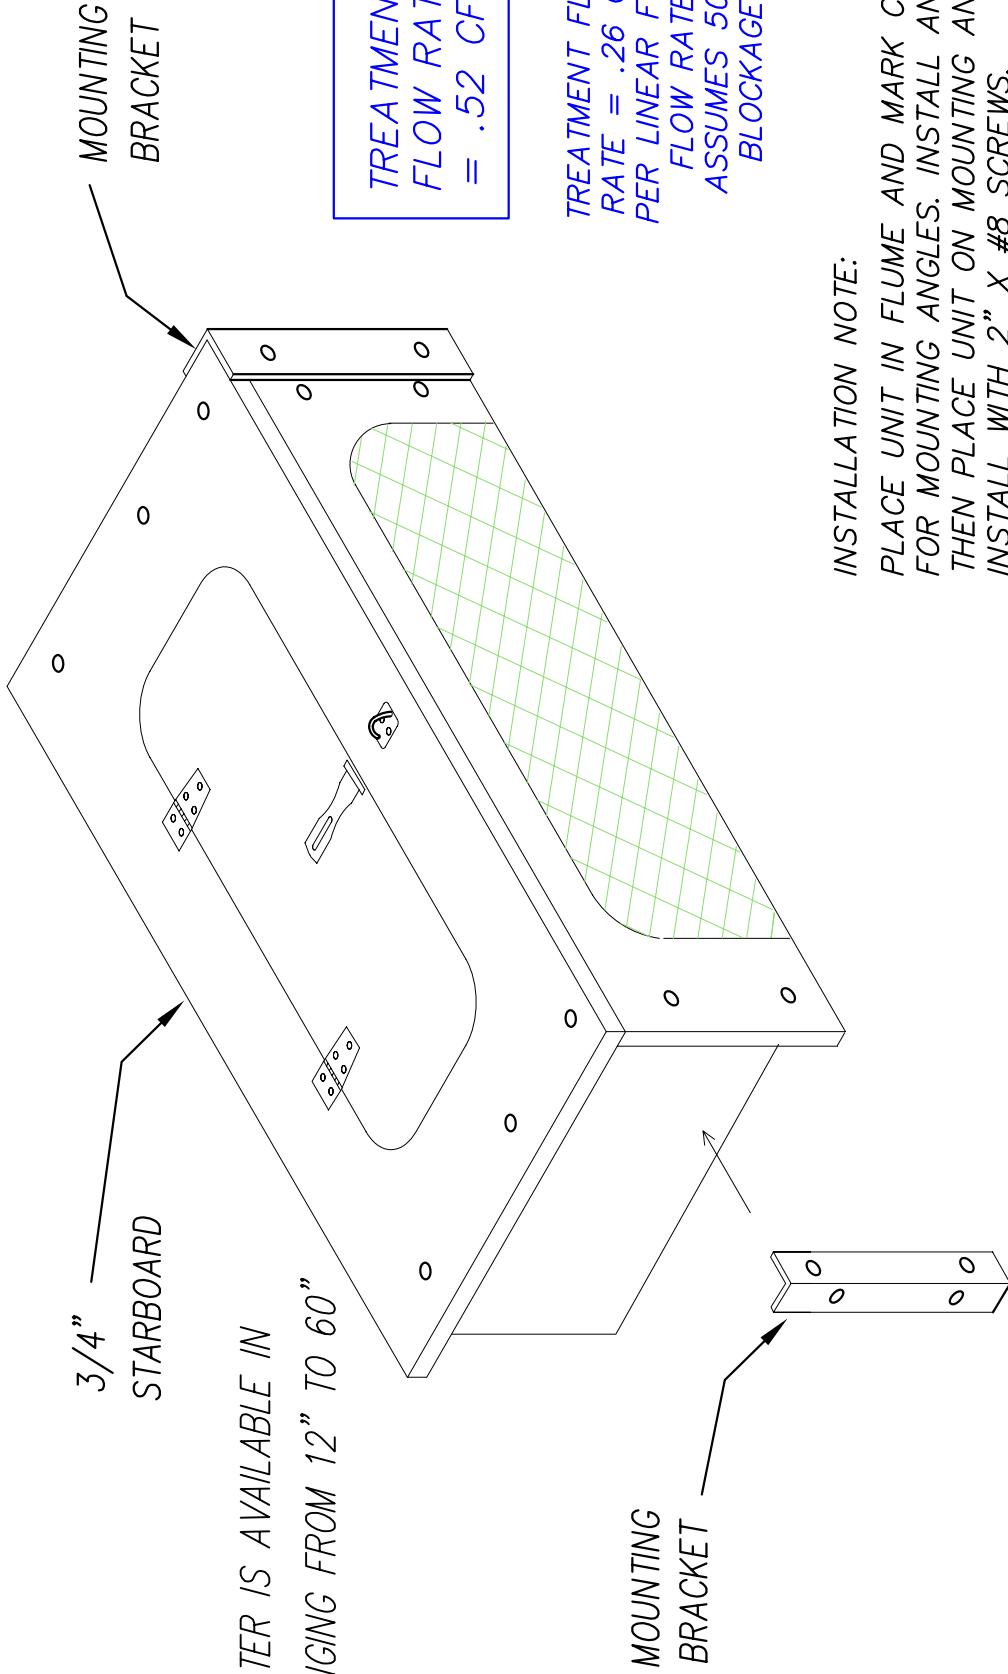 MOUNTING
BRACKET
3/4"
STARBOARD
TER IS AVAILABLE IN
GING FROM 12" TO 60"
TREATMEN
FLOW RAT
= .52 CF
TREATMENT FL
RATE = .26
PER LINEAR F
FLOW RATE
ASSUMES 50
BLOCKAGE
MOUNTING
BRACKET
INSTALLATION NOTE:
PLACE UNIT IN FLUME AND MARK C
FOR MOUNTING ANGLES. INSTALL AN
THEN PLACE UNIT ON MOUNTING AN
INSTALL WITH 2" X #8 SCREWS.